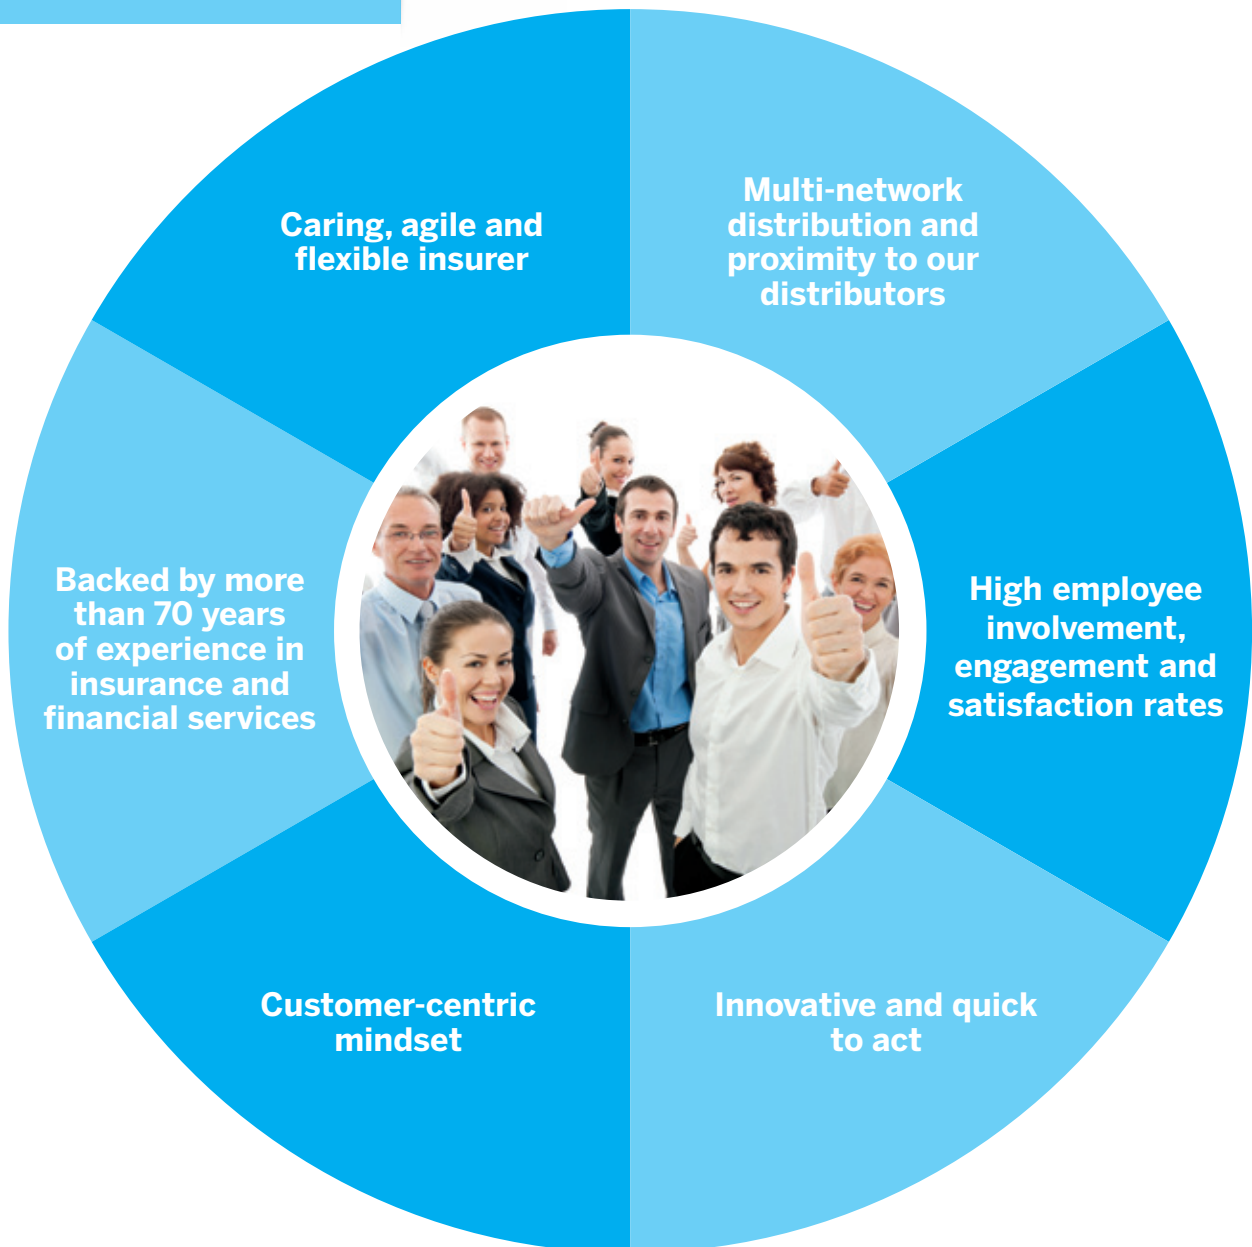 Caring, agile and
flexible insurer
Multi-network
distribution and
proximity to our
distributors
Backed by more
than 70 years
of experience in
insurance and
financial services
High employee
involvement,
engagement and
satisfaction rates
Customer-centric
mindset
Innovative and quick
to act